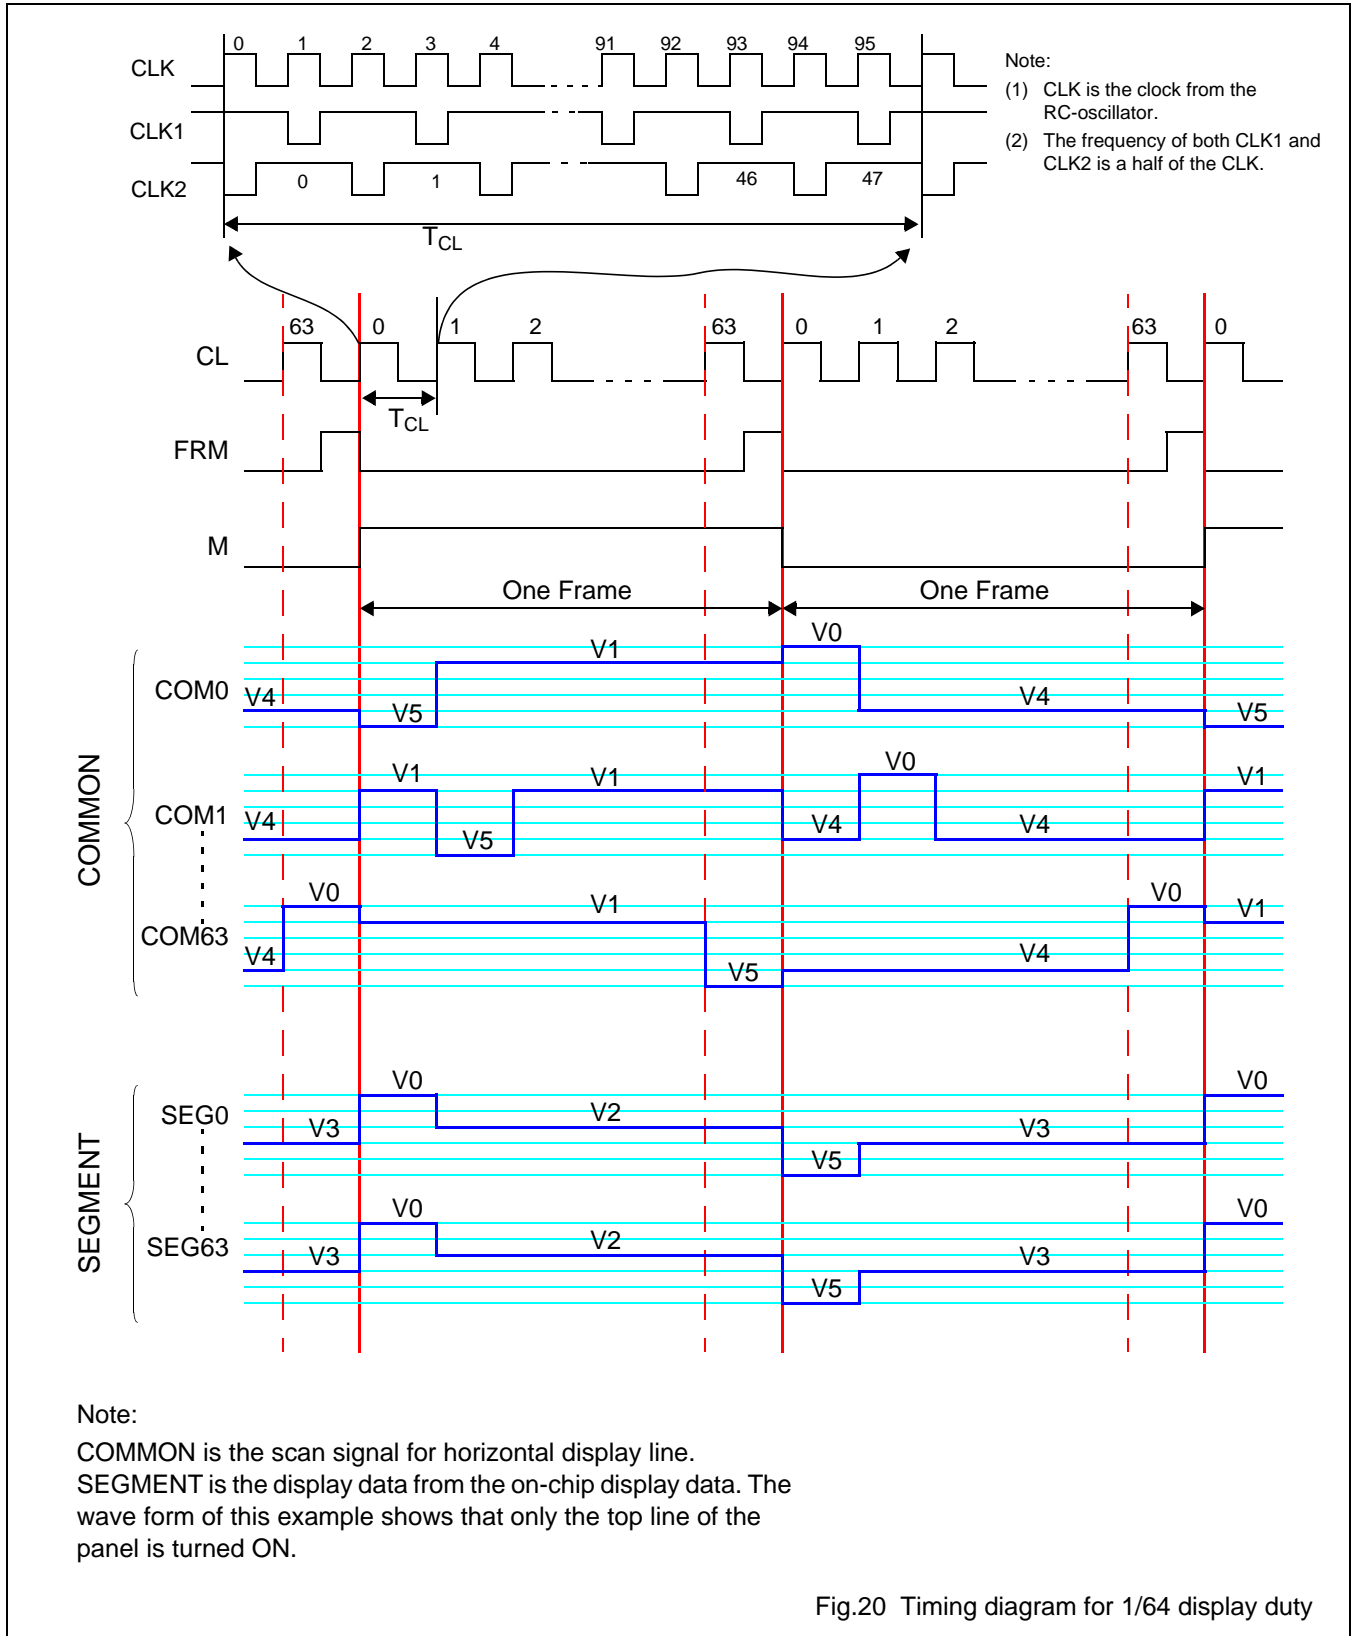 0 1 2 3 4 91 92 93 94 95
CLK
CLK1
CLK2
0 1 46 47
T_CL
Note:
(1) CLK is the clock from the
RC-oscillator.
(2) The frequency of both CLK1 and
CLK2 is a half of the CLK.
63 0 1 2 63 0 1 2 63 0
CL
T_CL
FRM
M
One Frame One Frame
COMMON
V1 V0
COM0
V4 V5 V4 V5
V1 V1 V0 V1
COM1
V4 V5 V4 V4
V0 V1 V0 V1
COM63
V4 V5 V4
SEGMENT
V0 V0
SEG0
V3 V2 V5 V3
V0 V0
SEG63
V3 V2 V5 V3
Note:
COMMON is the scan signal for horizontal display line.
SEGMENT is the display data from the on-chip display data. The
wave form of this example shows that only the top line of the
panel is turned ON.
Fig.20 Timing diagram for 1/64 display duty